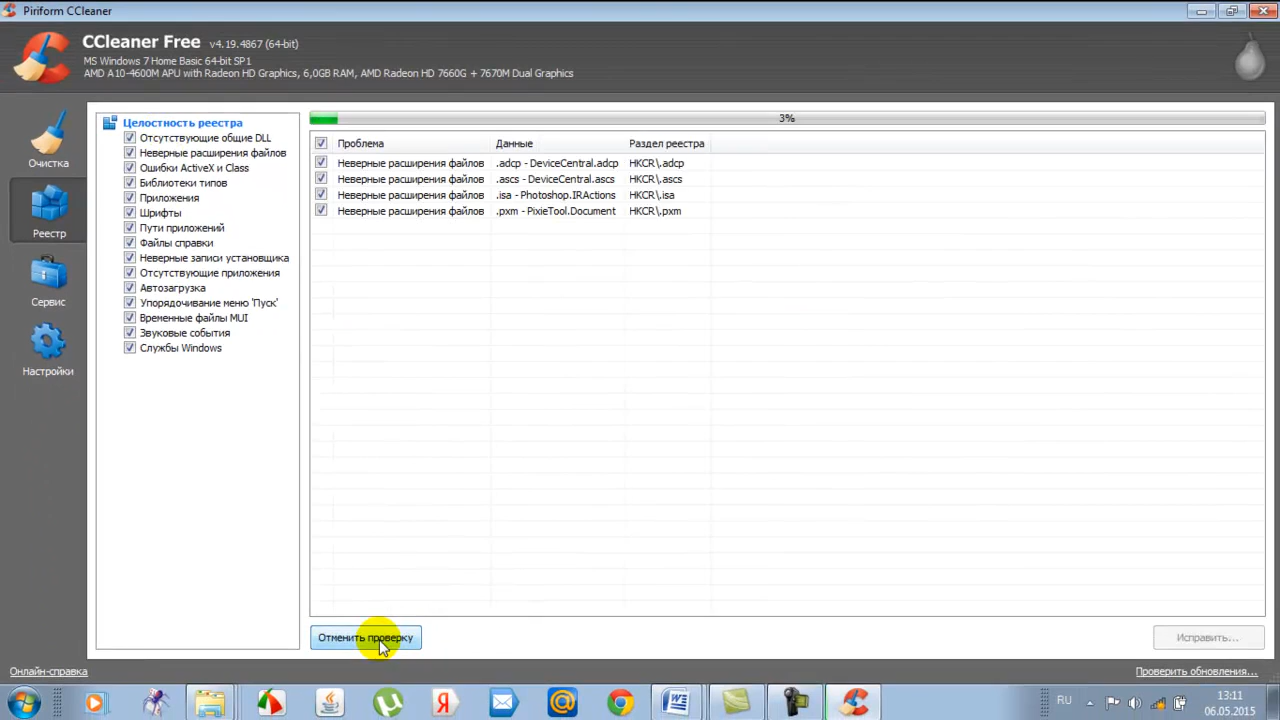 Piriform CCleaner
CCleaner Free v4.19.4867 (64-bit)
MS Windows 7 Home Basic 64-bit SP1
AMD A10-4600M APU with Radeon HD Graphics, 6,0GB RAM, AMD Radeon HD 7660G + 7670M Dual Graphics
Очистка
Реестр
Сервис
Настройки
Целостность реестра
Отсутствующие общие DLL
Неверные расширения файлов
Ошибки ActiveX и Class
Библиотеки типов
Приложения
Шрифты
Пути приложений
Файлы справки
Неверные записи установщика
Отсутствующие приложения
Автозагрузка
Упорядочивание меню 'Пуск'
Временные файлы MUI
Звуковые события
Службы Windows
3%
Проблема Данные Раздел реестра
Неверные расширения файлов .adcp - DeviceCentral.adcp HKCR\.adcp
Неверные расширения файлов .ascs - DeviceCentral.ascs HKCR\.ascs
Неверные расширения файлов .isa - Photoshop.IRActions HKCR\.isa
Неверные расширения файлов .pxm - PixieTool.Document HKCR\.pxm
Отменить проверку Исправить...
Онлайн-справка Проверить обновления...
RU
13:11
06.05.2015